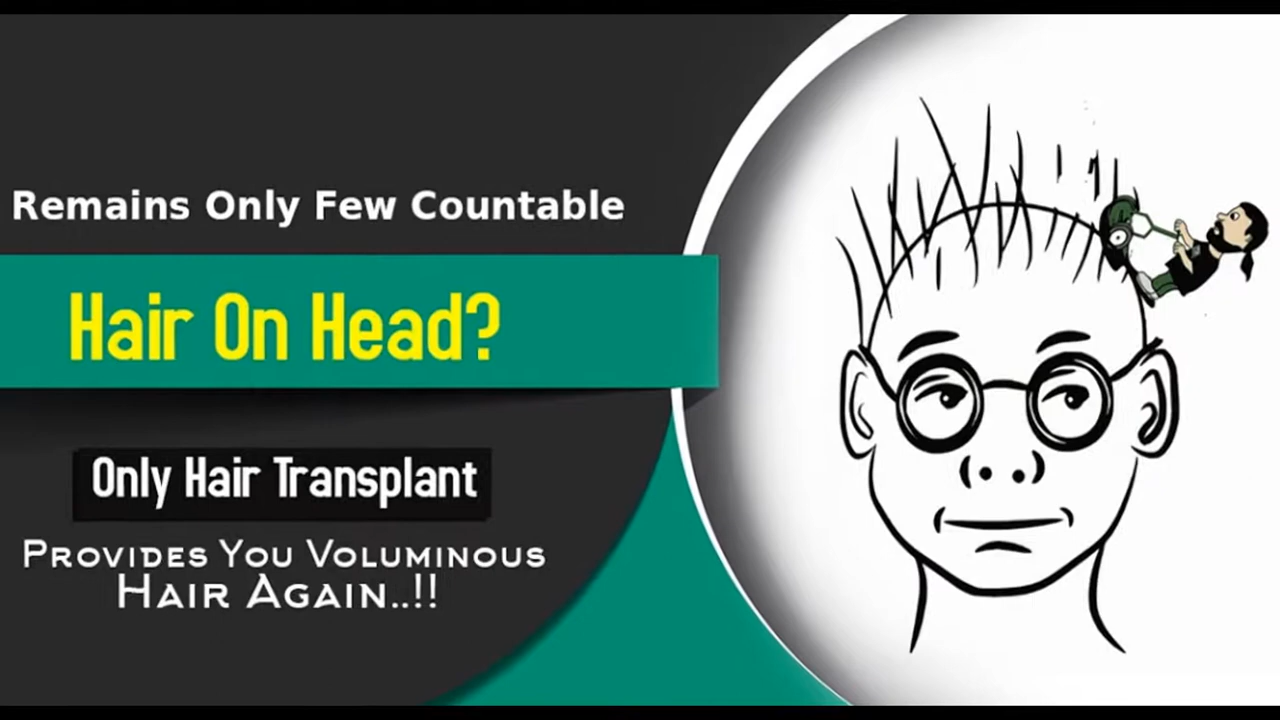 Remains Only Few Countable
Hair On Head?
Only Hair Transplant
PROVIDES YOU VOLUMINOUS
HAIR AGAIN..!!